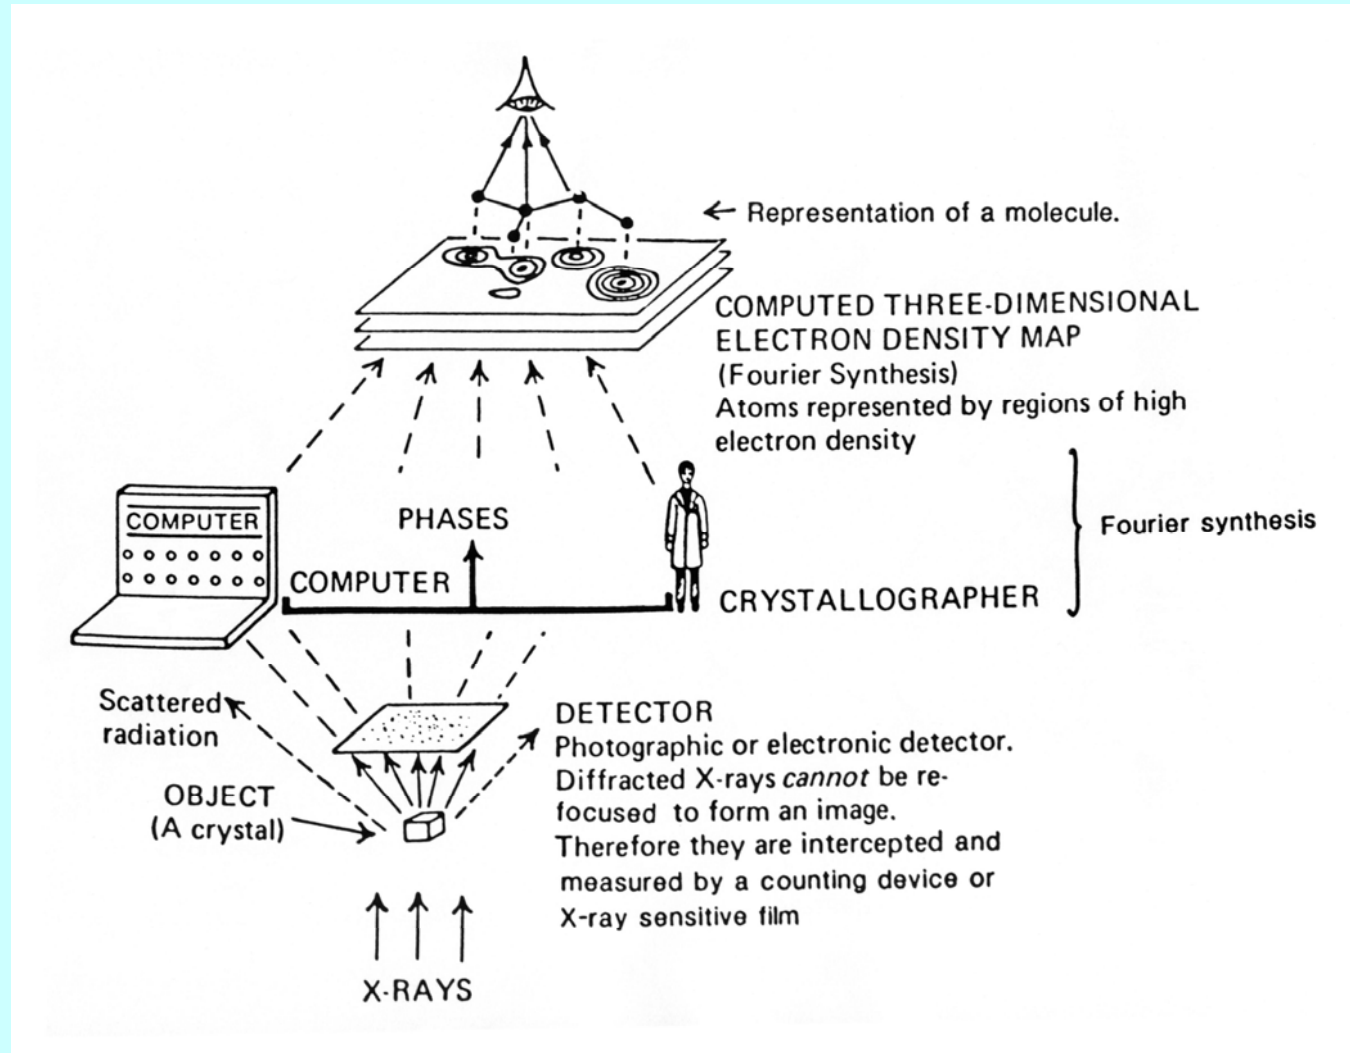 ← Representation of a molecule.
COMPUTED THREE-DIMENSIONAL
ELECTRON DENSITY MAP
(Fourier Synthesis)
Atoms represented by regions of high
electron density
COMPUTER
PHASES
Fourier synthesis
COMPUTER
CRYSTALLOGRAPHER
Scattered
radiation
DETECTOR
Photographic or electronic detector.
Diffracted X-rays cannot be re-
focused to form an image.
Therefore they are intercepted and
measured by a counting device or
X-ray sensitive film
OBJECT
(A crystal)
X-RAYS